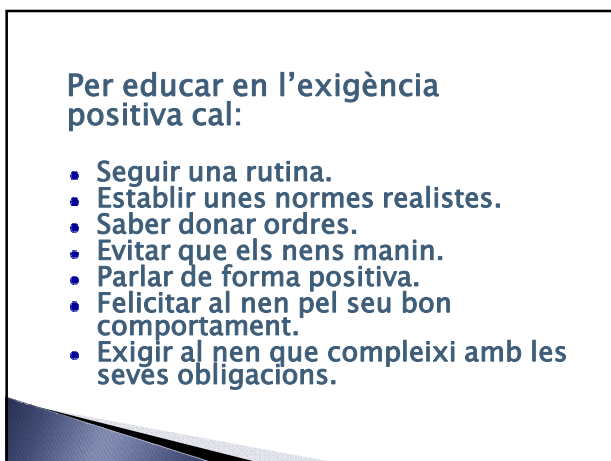 Per educar en l’exigència
positiva cal:
• Seguir una rutina.
• Establir unes normes realistes.
• Saber donar ordres.
• Evitar que els nens manin.
• Parlar de forma positiva.
• Felicitar al nen pel seu bon
comportament.
• Exigir al nen que compleixi amb les
seves obligacions.